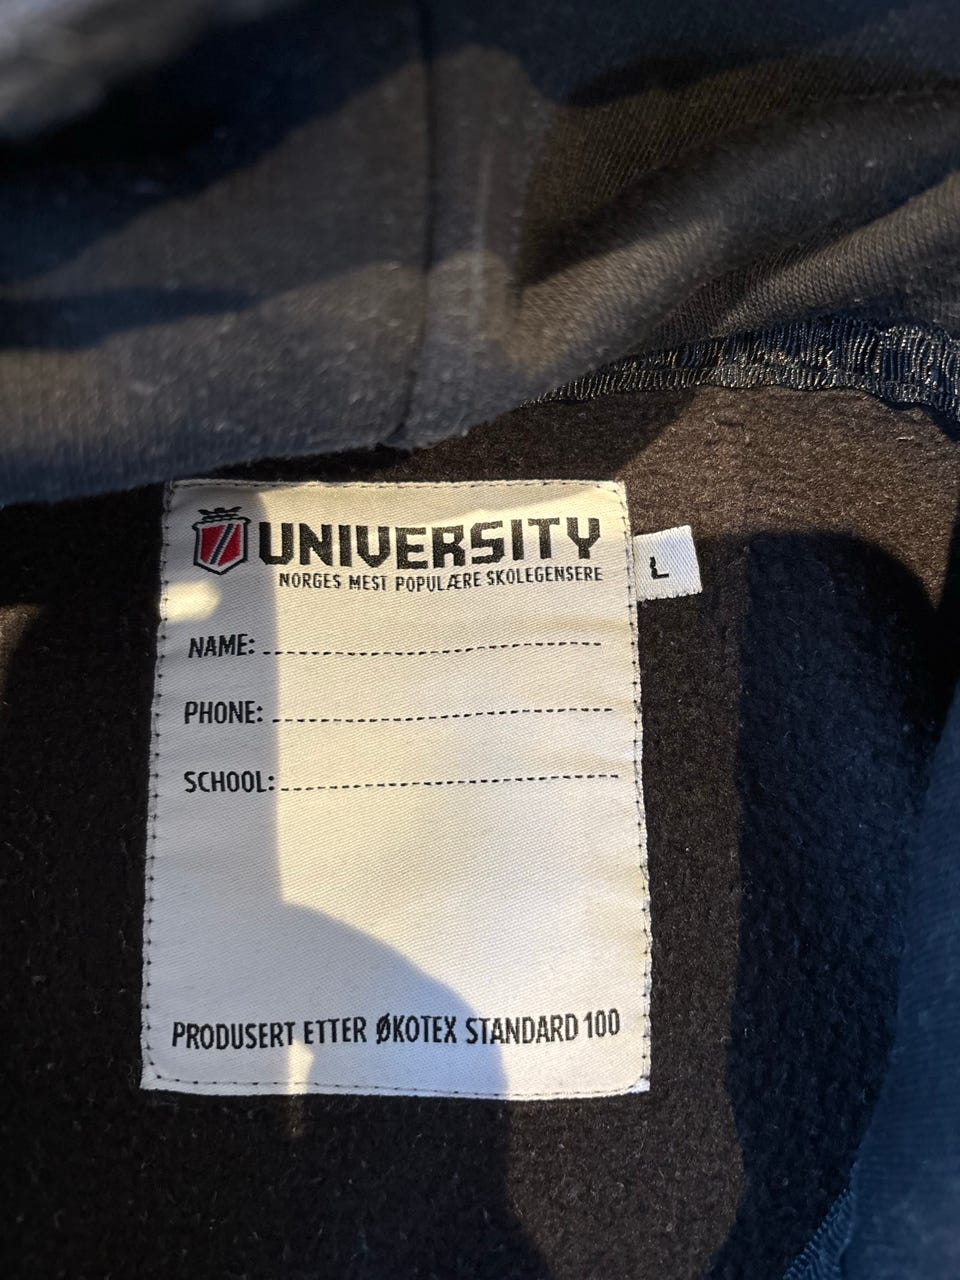 UNIVERSITY
NORGES MEST POPULÆRE SKOLEGENSERE
L
NAME:
PHONE:
SCHOOL:
PRODUSERT ETTER ØKOTEX STANDARD 100